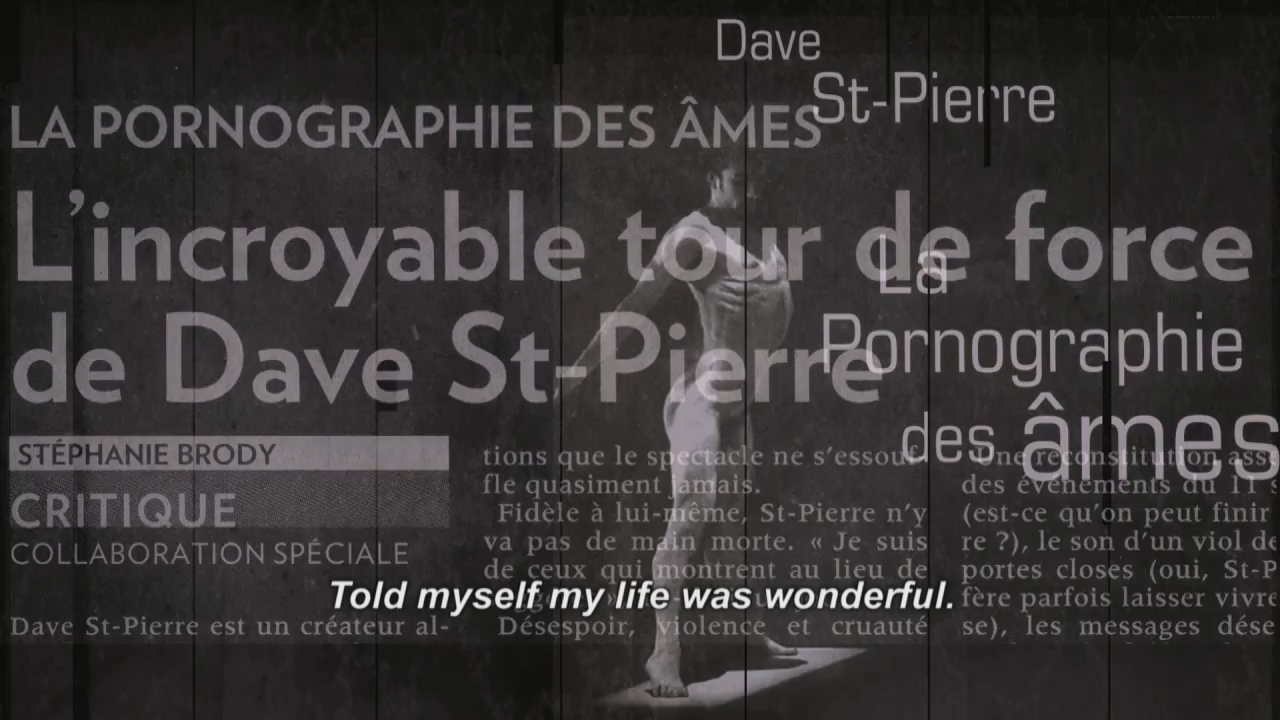 Dave
St-Pierre
LA PORNOGRAPHIE DES ÂMES
L'incroyable tour de force
de Dave St-Pierre
La
Pornographie
des âmes
STÉPHANIE BRODY
CRITIQUE
COLLABORATION SPÉCIALE
Dave St-Pierre est un créateur al-
tions que le spectacle ne s'essouf-
fle quasiment jamais.
Fidèle à lui-même, St-Pierre n'y
va pas de main morte. « Je suis
de ceux qui montrent au lieu de
Désespoir, violence et cruauté
Une reconstitution
des événements du 11
(est-ce qu'on peut finir
re ?), le son d'un viol
portes closes (oui, St-P
fère parfois laisser vivre
se), les messages dése
Told myself my life was wonderful.